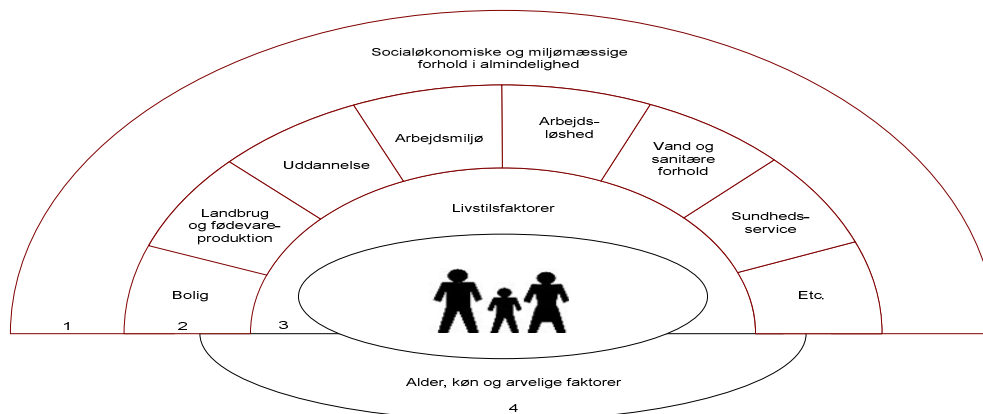 Socialøkonomiske og miljømæssige
forhold i almindelighed
Arbejdsmiljø
Arbejds-
løshed
Uddannelse
Vand og
sanitære
forhold
Landbrug
og fødevare-
produktion
Livstilsfaktorer
Sundheds-
service
Bolig
Etc.
1
2
3
Alder, køn og arvelige faktorer
4